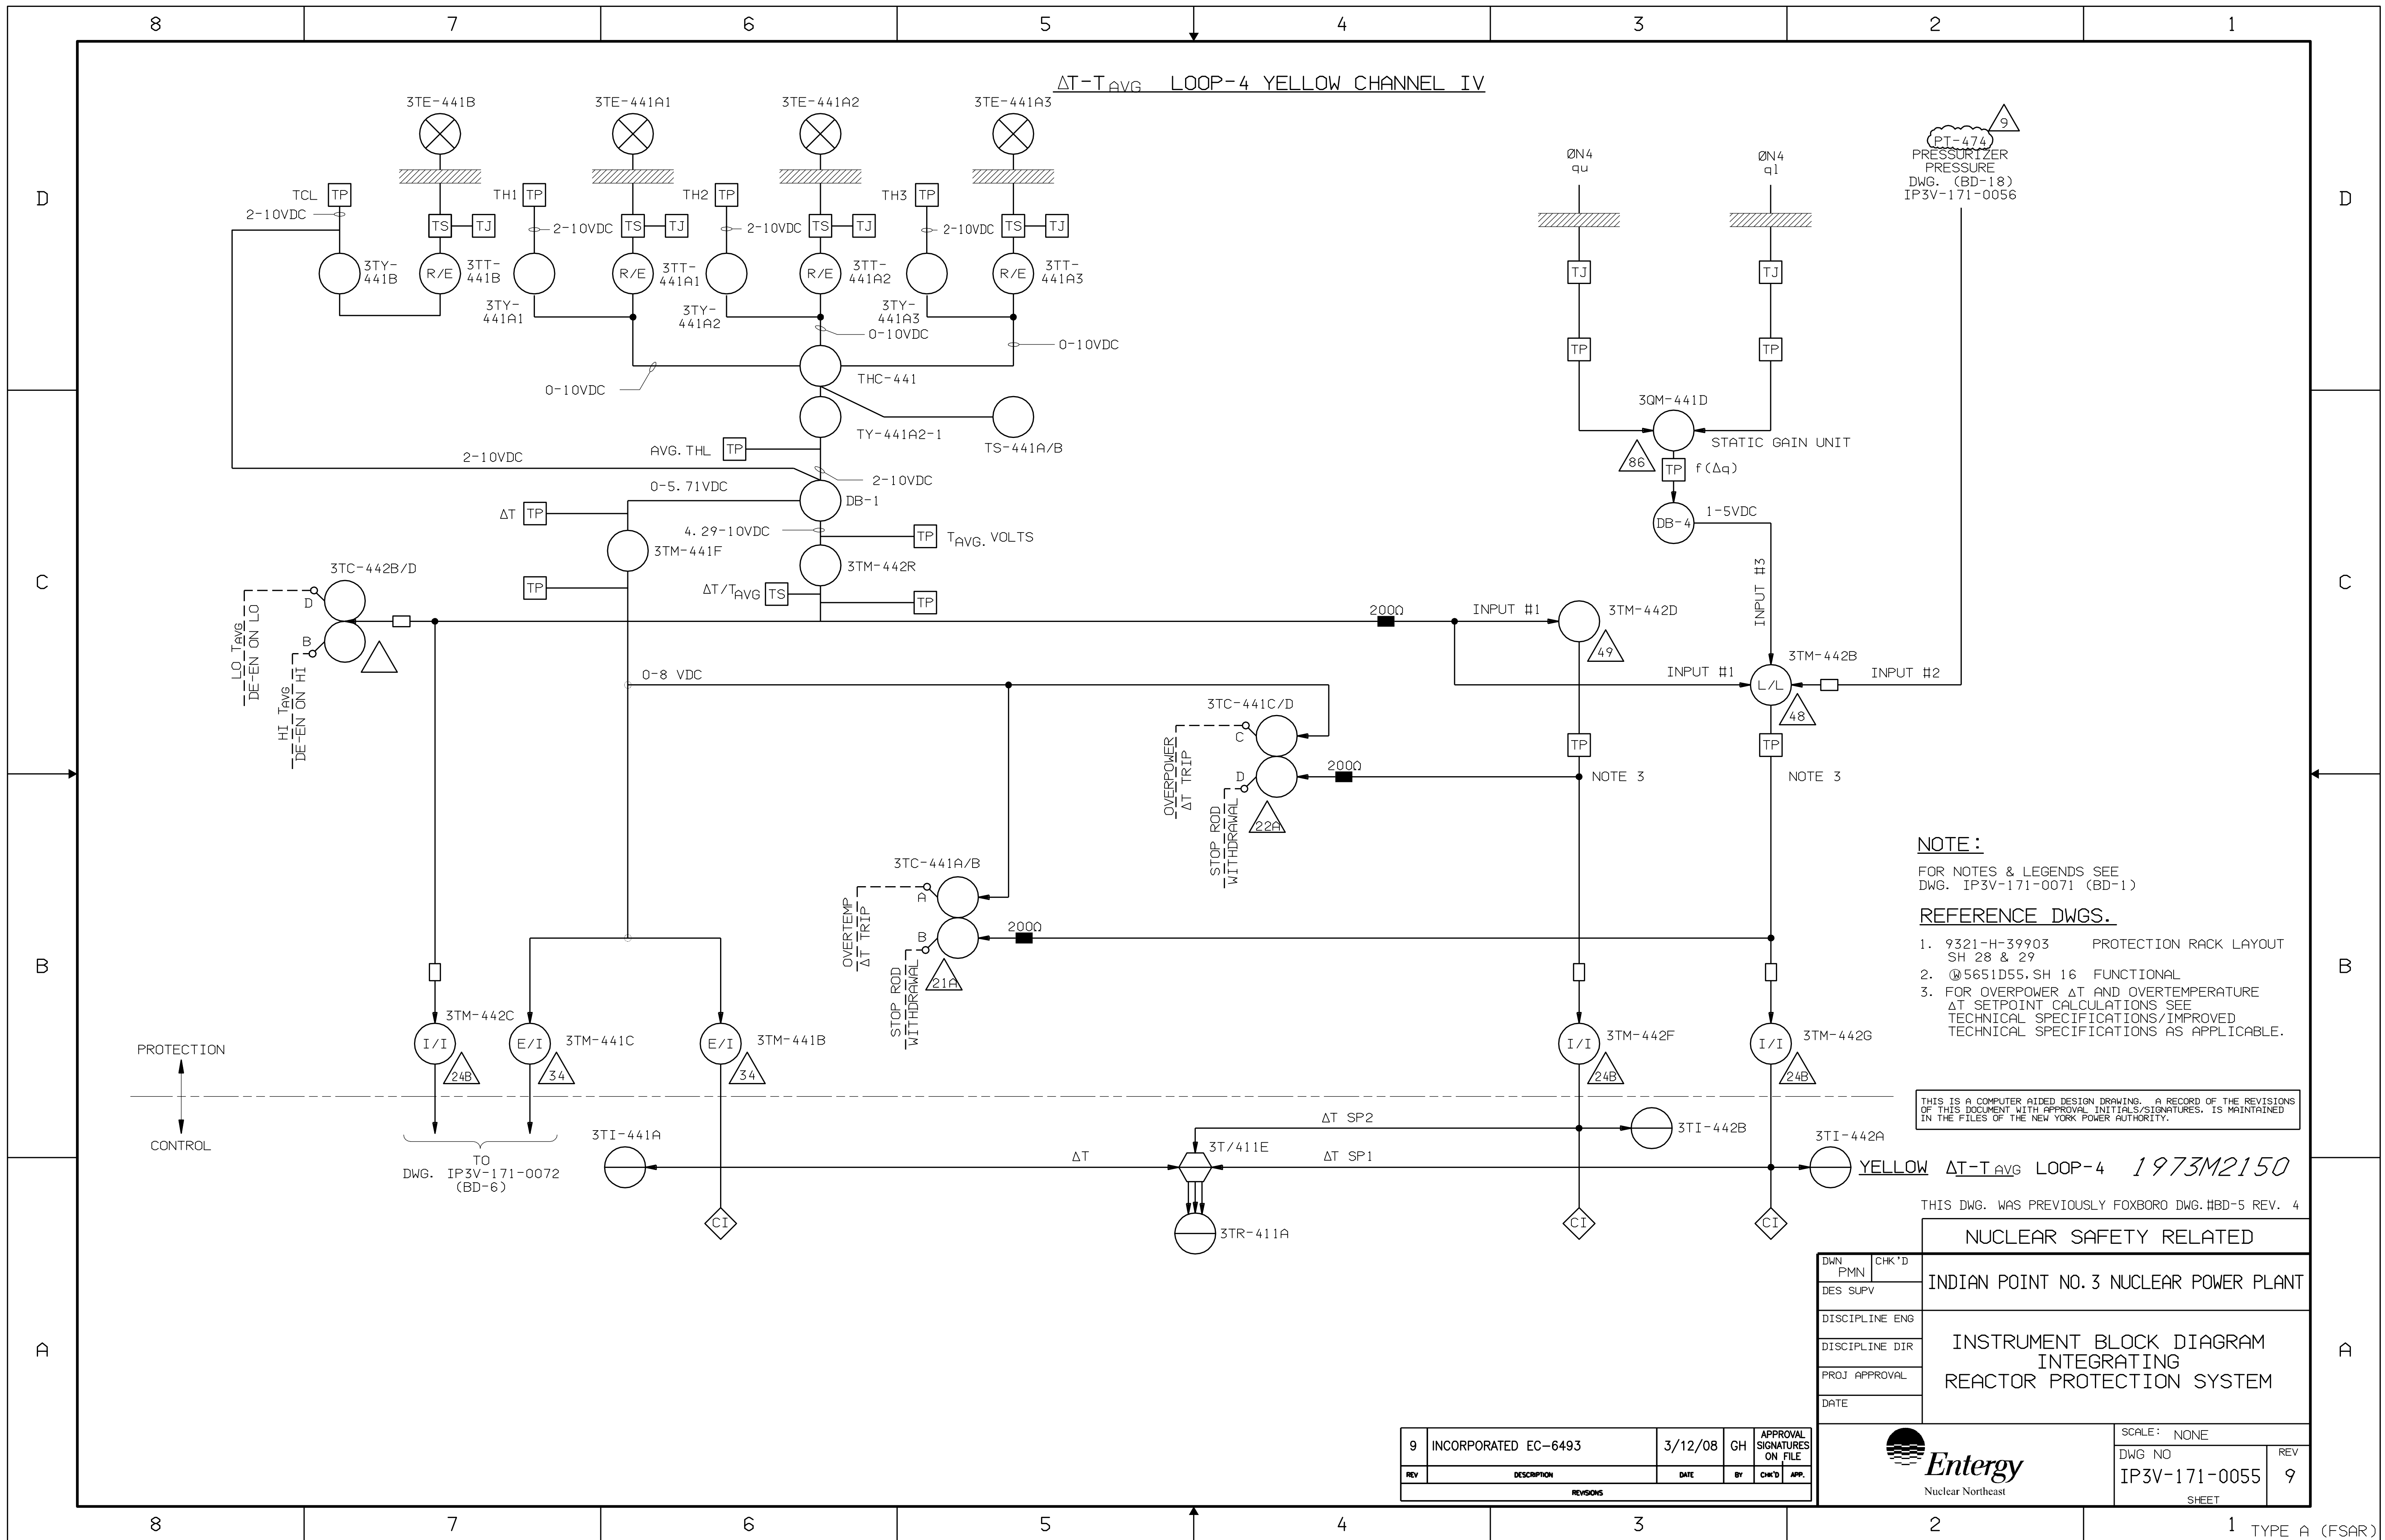 8 7 6 5 4 3 2 1
ΔT-T AVG LOOP-4 YELLOW CHANNEL IV
3TE-441B
3TE-441A1
3TE-441A2
3TE-441A3
9
PT-474
PRESSURIZER
PRESSURE
DWG. (BD-18)
IP3V-171-0056
ØN4
qu
ØN4
ql
D
D
TCL TP
TH1 TP
TH2 TP
TH3 TP
2-10VDC
TS TJ
2-10VDC
TS TJ
2-10VDC
TS TJ
2-10VDC
TS TJ
3TY-
441B
R/E
3TT-
441B
R/E
3TT-
441A1
R/E
3TT-
441A2
R/E
3TT-
441A3
TJ
TJ
3TY-
441A1
3TY-
441A2
3TY-
441A3
0-10VDC
0-10VDC
TP
TP
0-10VDC
THC-441
TY-441A2-1
TS-441A/B
3QM-441D
STATIC GAIN UNIT
86
TP f(Δq)
AVG.THL TP
2-10VDC
2-10VDC
0-5.71VDC
DB-1
ΔT TP
4.29-10VDC
TP TAVG. VOLTS
DB-4
1-5VDC
INPUT #3
3TM-441F
3TM-442R
C
C
3TC-442B/D
D
B
TP
ΔT/TAVG TS
TP
LO TAVG
DE-EN ON LO
HI TAVG
DE-EN ON HI
200Ω
INPUT #1
3TM-442D
49
3TM-442B
INPUT #1
L/L
INPUT #2
48
0-8 VDC
3TC-441C/D
C
D
OVERPOWER
ΔT TRIP
STOP ROD
WITHDRAWAL
22A
200Ω
TP
TP
NOTE 3
NOTE 3
3TC-441A/B
A
B
OVERTEMP
ΔT TRIP
STOP ROD
WITHDRAWAL
21A
200Ω
NOTE:
FOR NOTES & LEGENDS SEE
DWG. IP3V-171-0071 (BD-1)
REFERENCE DWGS.
1. 9321-H-39903 PROTECTION RACK LAYOUT
SH 28 & 29
2. Ⓦ5651D55,SH 16 FUNCTIONAL
3. FOR OVERPOWER ΔT AND OVERTEMPERATURE
ΔT SETPOINT CALCULATIONS SEE
TECHNICAL SPECIFICATIONS/IMPROVED
TECHNICAL SPECIFICATIONS AS APPLICABLE.
B
B
3TM-442C
I/I
24B
E/I
3TM-441C
34
E/I
3TM-441B
34
I/I
3TM-442F
24B
I/I
3TM-442G
24B
PROTECTION
CONTROL
THIS IS A COMPUTER AIDED DESIGN DRAWING. A RECORD OF THE REVISIONS
OF THIS DOCUMENT WITH APPROVAL INITIALS/SIGNATURES, IS MAINTAINED
IN THE FILES OF THE NEW YORK POWER AUTHORITY.
TO
DWG. IP3V-171-0072
(BD-6)
3TI-441A
ΔT
ΔT SP2
3T/411E
ΔT SP1
3TI-442B
3TI-442A
3TR-411A
CI
CI
CI
YELLOW ΔT-T AVG LOOP-4 1973M2150
THIS DWG. WAS PREVIOUSLY FOXBORO DWG.#BD-5 REV. 4
NUCLEAR SAFETY RELATED
DWN
PMN
CHK'D
DES SUPV
INDIAN POINT NO.3 NUCLEAR POWER PLANT
DISCIPLINE ENG
DISCIPLINE DIR
PROJ APPROVAL
DATE
INSTRUMENT BLOCK DIAGRAM
INTEGRATING
REACTOR PROTECTION SYSTEM
A
A
9 INCORPORATED EC-6493 3/12/08 GH APPROVAL
SIGNATURES
ON FILE
REV DESCRIPTION DATE BY CHK'D APP.
REVISIONS
Entergy
Nuclear Northeast
SCALE: NONE
DWG NO
IP3V-171-0055
REV
9
SHEET
8 7 6 5 4 3 2 1
TYPE A (FSAR)